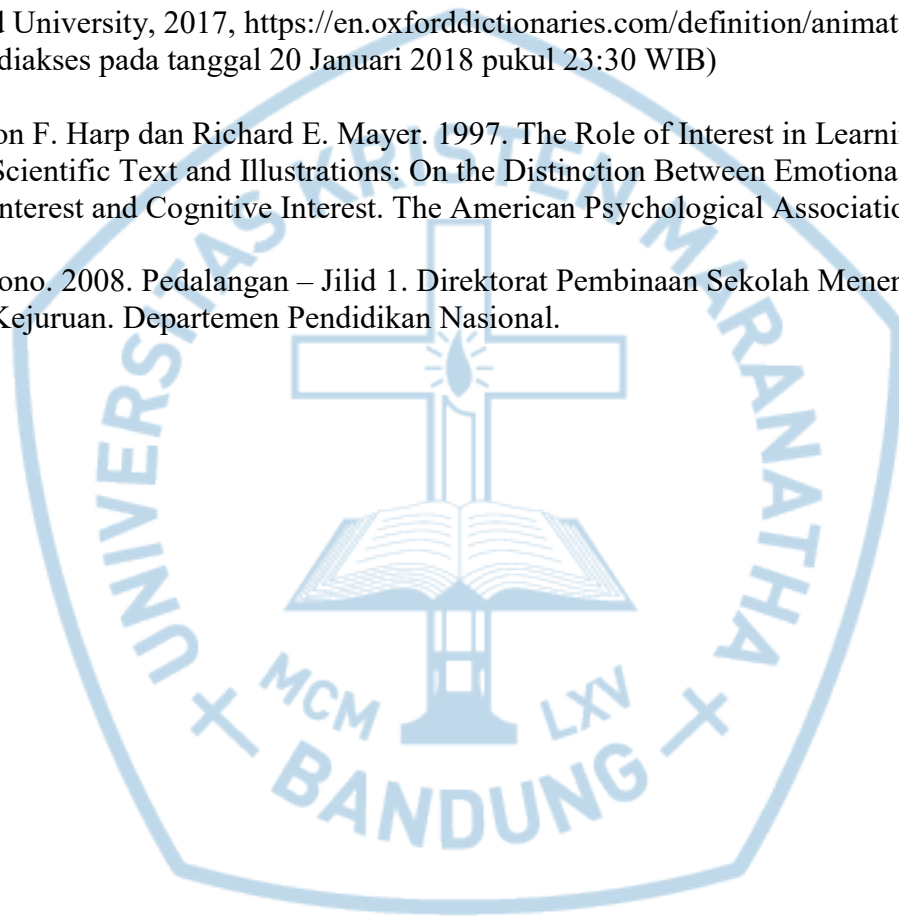 d University, 2017, https://en.oxforddictionaries.com/definition/animat
diakses pada tanggal 20 Januari 2018 pukul 23:30 WIB)
on F. Harp dan Richard E. Mayer. 1997. The Role of Interest in Learnin
Scientific Text and Illustrations: On the Distinction Between Emotiona
nterest and Cognitive Interest. The American Psychological Associatio
ono. 2008. Pedalangan – Jilid 1. Direktorat Pembinaan Sekolah Menen
Kejuruan. Departemen Pendidikan Nasional.
UNIVERSITAS KRISTEN MARANATHA
MCM LXV
BANDUNG